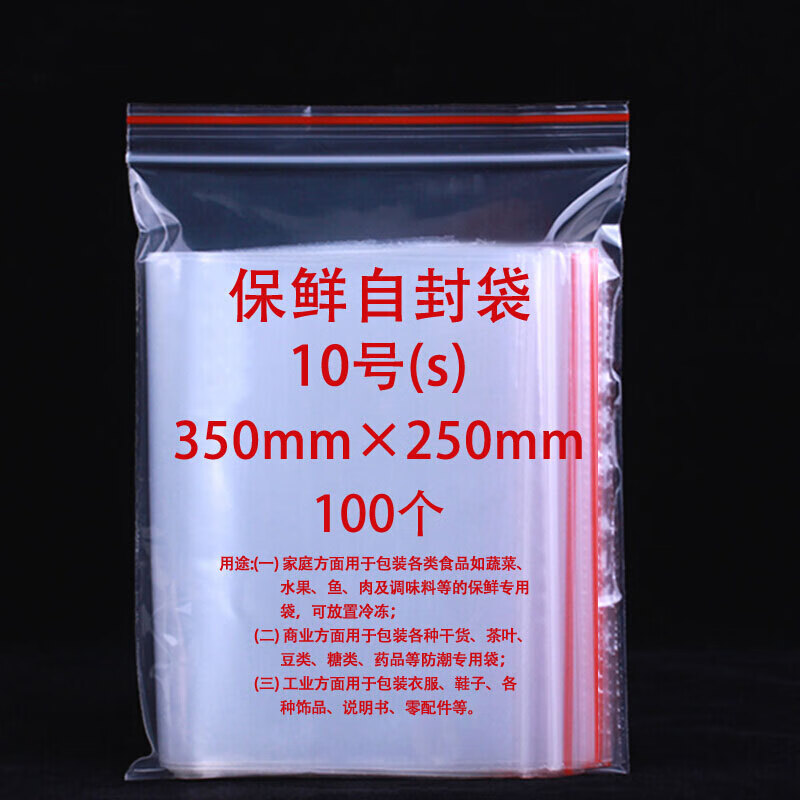 保鲜自封袋
10号(s)
350mm×250mm
100个
用途:(一) 家庭方面用于包装各类食品如蔬菜、
水果、鱼、肉及调味料等的保鲜专用
袋，可放置冷冻；
(二) 商业方面用于包装各种干货、茶叶、
豆类、糖类、药品等防潮专用袋；
(三) 工业方面用于包装衣服、鞋子、各
种饰品、说明书、零配件等。